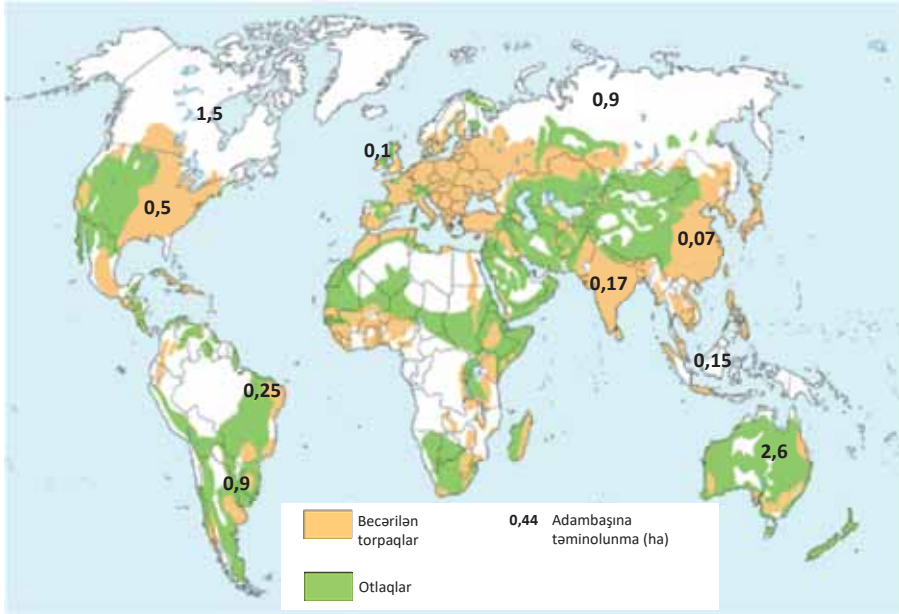 1,5
0,9
0,1
0,5
0,07
0,17
0,15
0,25
2,6
0,9
Becərilən
torpaqlar
0,44 Adambaşına
təminolunma (ha)
Otlaqlar